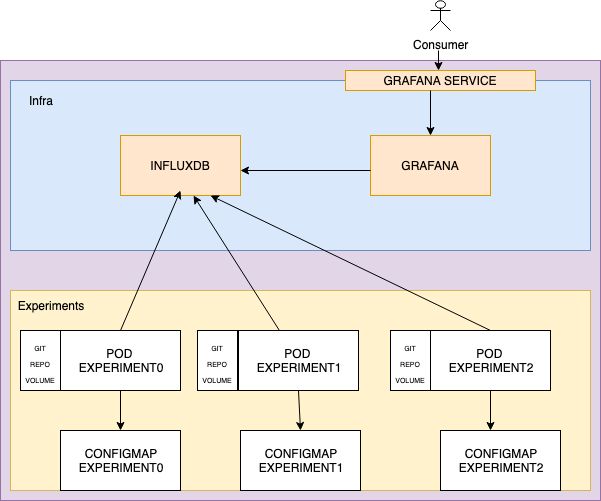 Consumer
GRAFANA SERVICE
Infra
INFLUXDB
GRAFANA
Experiments
GIT
REPO
VOLUME
POD
EXPERIMENT0
GIT
REPO
VOLUME
POD
EXPERIMENT1
GIT
REPO
VOLUME
POD
EXPERIMENT2
CONFIGMAP
EXPERIMENT0
CONFIGMAP
EXPERIMENT1
CONFIGMAP
EXPERIMENT2